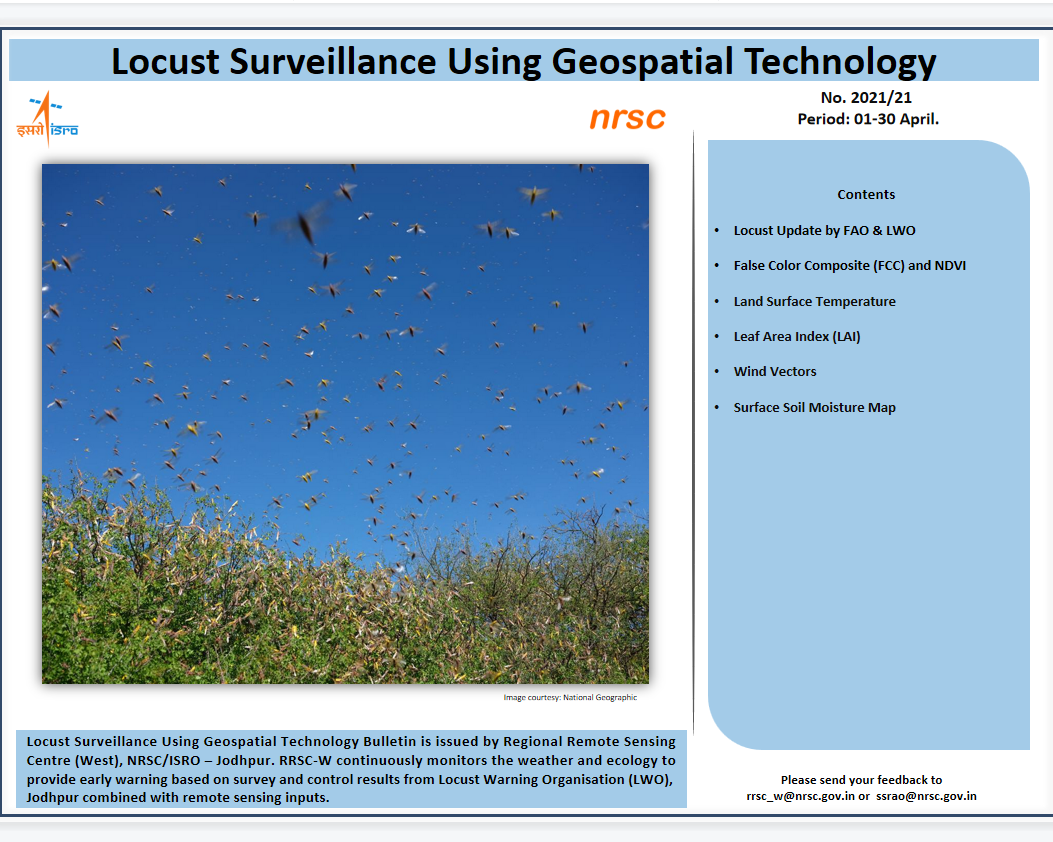 Locust Surveillance Using Geospatial Technology
इसरो isro
nrsc
No. 2021/21
Period: 01-30 April.
Contents
• Locust Update by FAO & LWO
• False Color Composite (FCC) and NDVI
• Land Surface Temperature
• Leaf Area Index (LAI)
• Wind Vectors
• Surface Soil Moisture Map
Image courtesy: National Geographic
Locust Surveillance Using Geospatial Technology Bulletin is issued by Regional Remote Sensing
Centre (West), NRSC/ISRO – Jodhpur. RRSC-W continuously monitors the weather and ecology to
provide early warning based on survey and control results from Locust Warning Organisation (LWO),
Jodhpur combined with remote sensing inputs.
Please send your feedback to
rrsc_w@nrsc.gov.in or ssrao@nrsc.gov.in